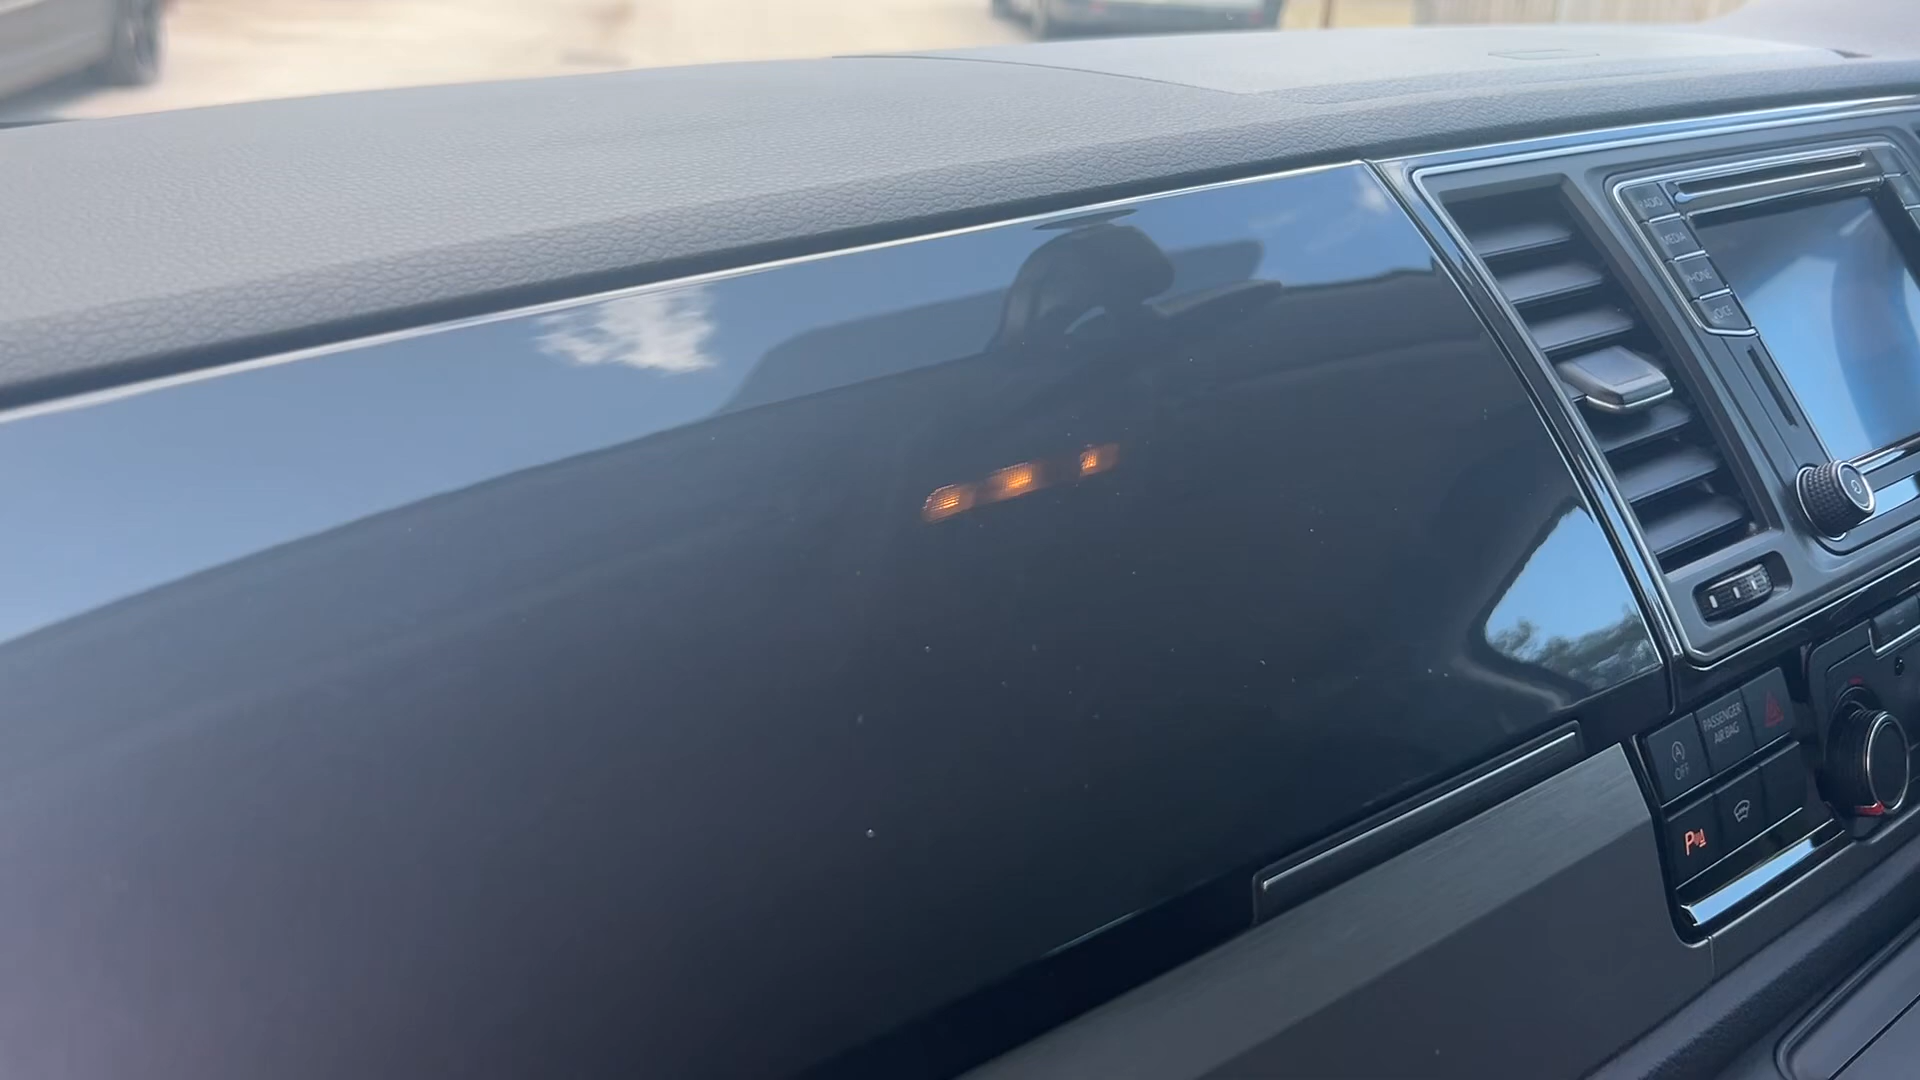 RADIO
MEDIA
PHONE
VOICE
A
OFF
PASSENGER
AIR BAG
P